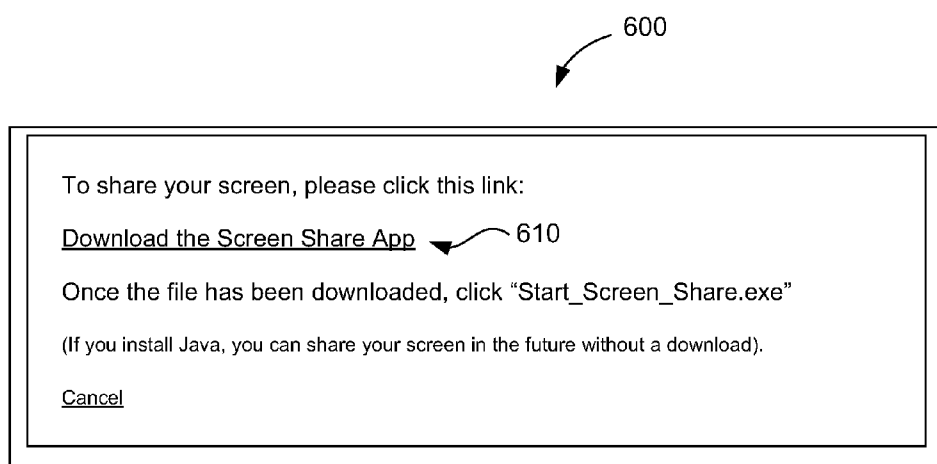 600
To share your screen, please click this link:
Download the Screen Share App 610
Once the file has been downloaded, click “Start_Screen_Share.exe”
(If you install Java, you can share your screen in the future without a download).
Cancel